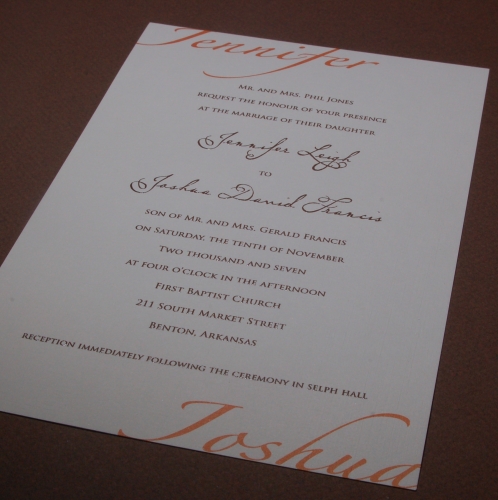 Jennifer
Mr. and Mrs. Phil Jones
request the honour of your presence
at the marriage of their daughter
Jennifer Leigh
to
Joshua David Francis
son of Mr. and Mrs. Gerald Francis
on Saturday, the tenth of November
Two thousand and seven
at four o'clock in the afternoon
First Baptist Church
211 South Market Street
Benton, Arkansas
reception immediately following the ceremony in Selph Hall
Joshua